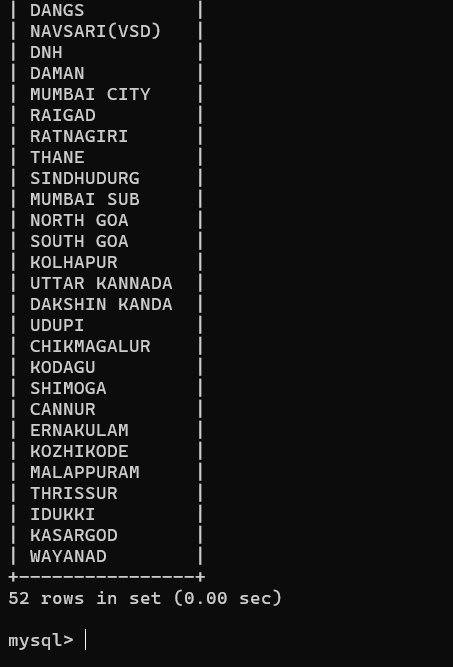 | DANGS |
| NAVSARI(VSD) |
| DNH |
| DAMAN |
| MUMBAI CITY |
| RAIGAD |
| RATNAGIRI |
| THANE |
| SINDHUDURG |
| MUMBAI SUB |
| NORTH GOA |
| SOUTH GOA |
| KOLHAPUR |
| UTTAR KANNADA |
| DAKSHIN KANDA |
| UDUPI |
| CHIKMAGALUR |
| KODAGU |
| SHIMOGA |
| CANNUR |
| ERNAKULAM |
| KOZHIKODE |
| MALAPPURAM |
| THRISSUR |
| IDUKKI |
| KASARGOD |
| WAYANAD |
+----------------+
52 rows in set (0.00 sec)
mysql>